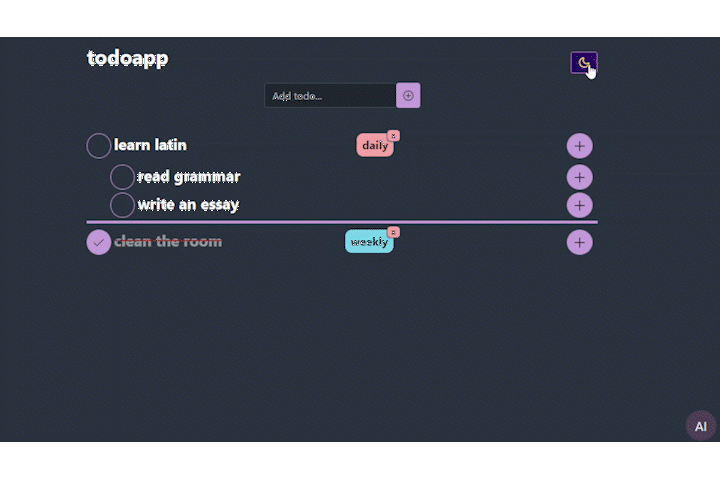 todoapp
Add todo...
learn latin daily
read grammar
write an essay
clean the room weekly
AI